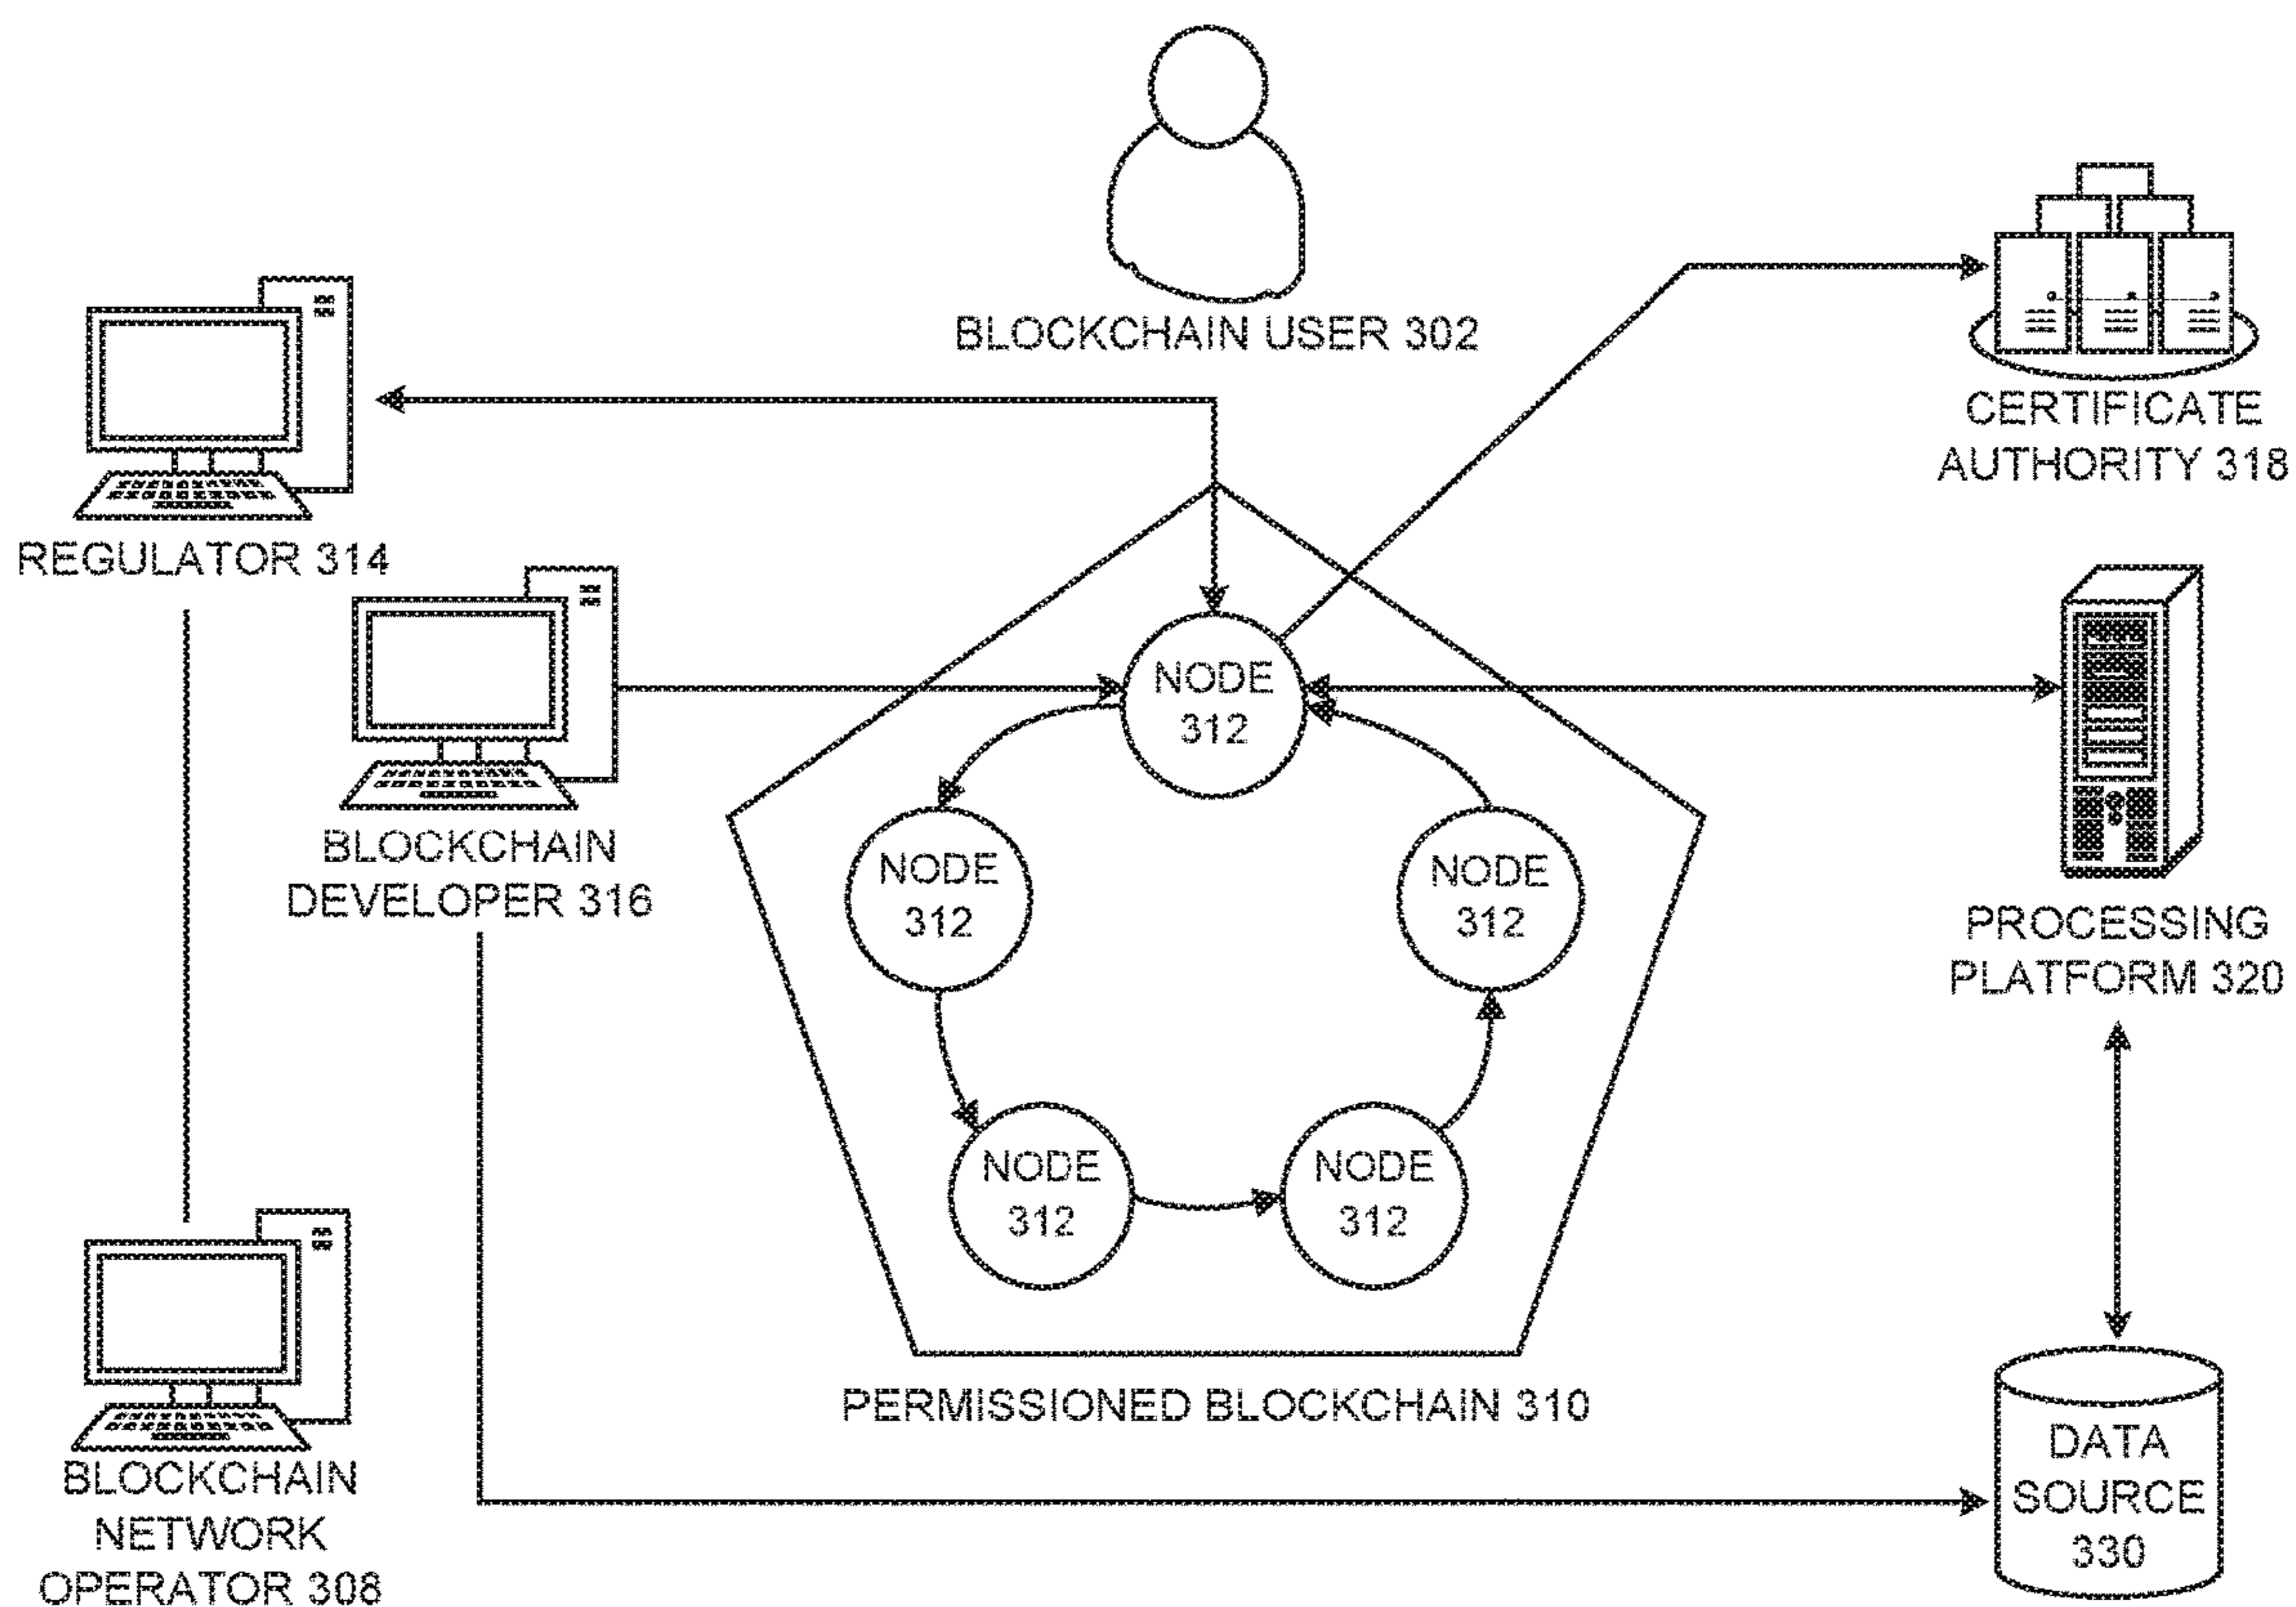 BLOCKCHAIN USER 302
CERTIFICATE
AUTHORITY 318
REGULATOR 314
BLOCKCHAIN
DEVELOPER 316
NODE
312
NODE
312
NODE
312
NODE
312
NODE
312
PROCESSING
PLATFORM 320
PERMISSIONED BLOCKCHAIN 310
BLOCKCHAIN
NETWORK
OPERATOR 308
DATA
SOURCE
330